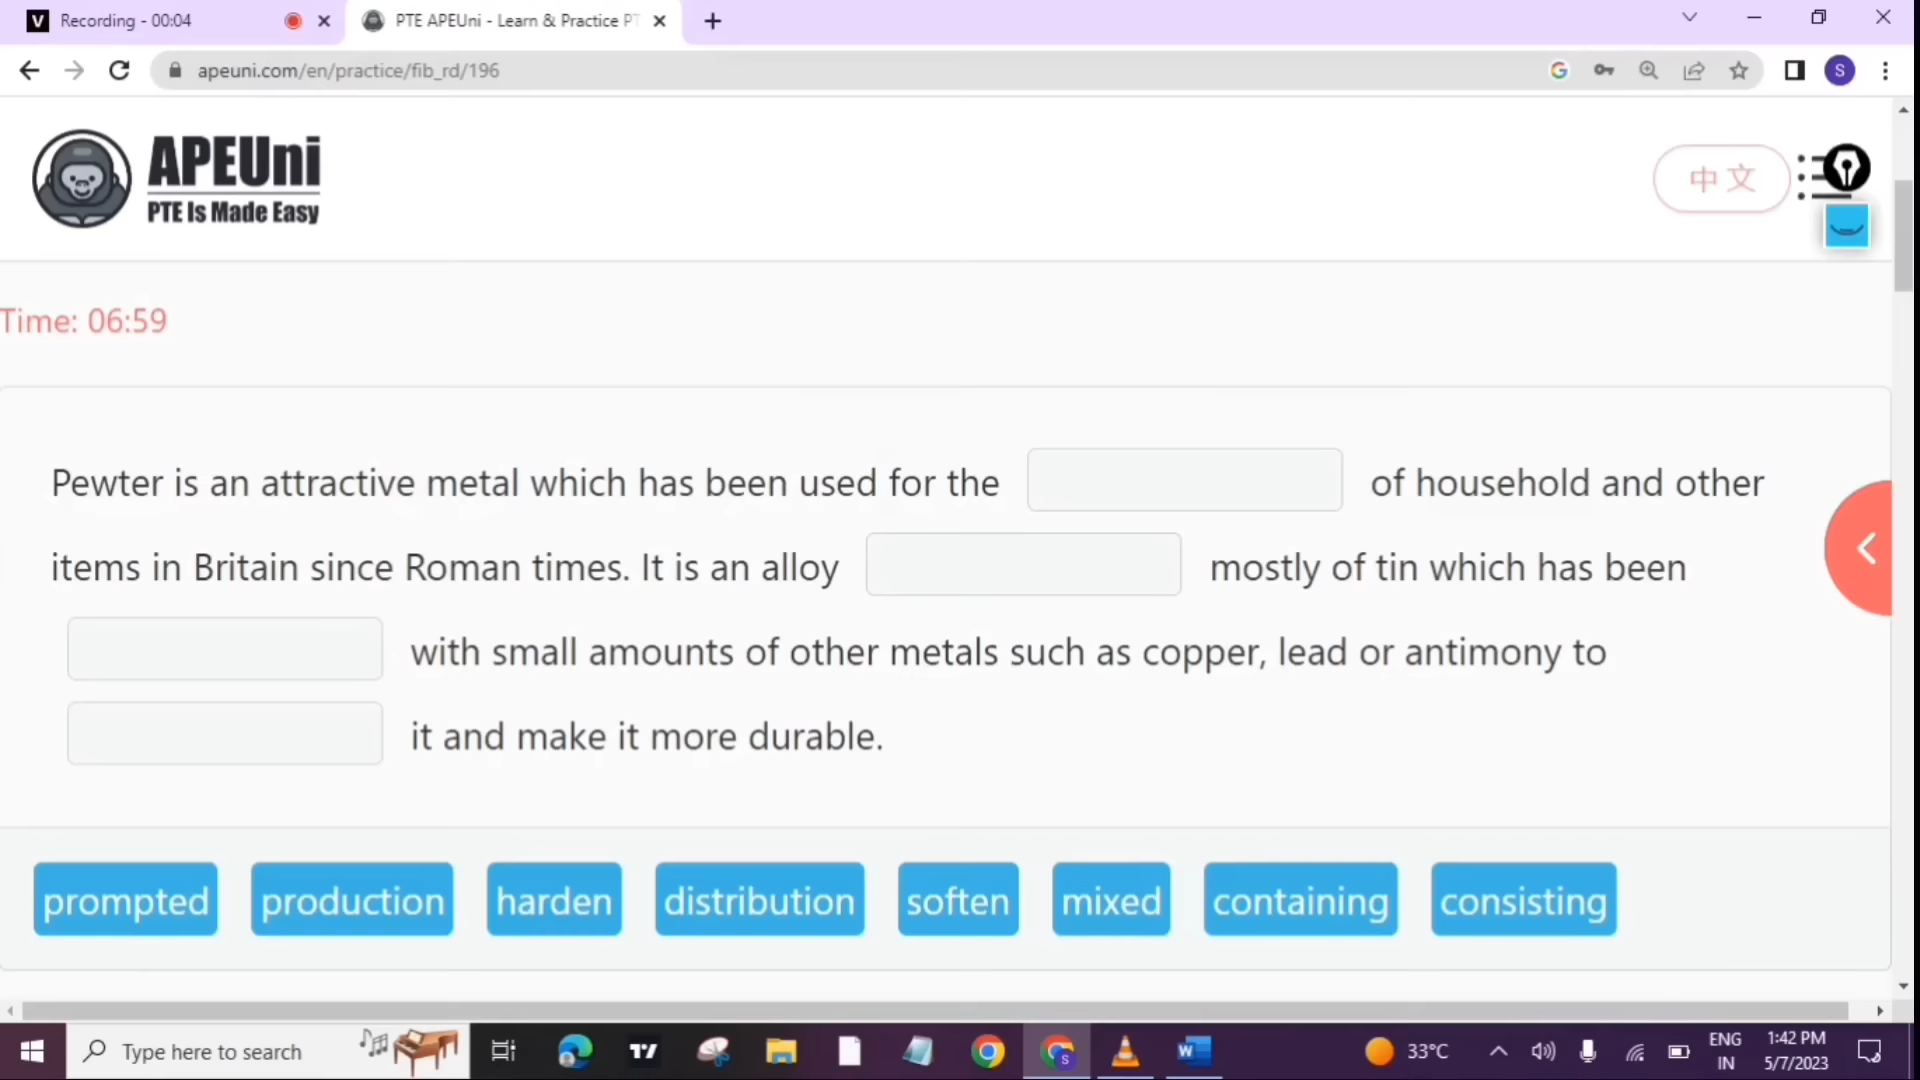 Recording - 00:04
PTE APEUni - Learn & Practice PT
apeuni.com/en/practice/fib_rd/196
S
APEUni
PTE Is Made Easy
中文
Time: 06:59
Pewter is an attractive metal which has been used for the of household and other
items in Britain since Roman times. It is an alloy mostly of tin which has been
with small amounts of other metals such as copper, lead or antimony to
it and make it more durable.
prompted production harden distribution soften mixed containing consisting
Type here to search
33°C
ENG
IN
1:42 PM
5/7/2023